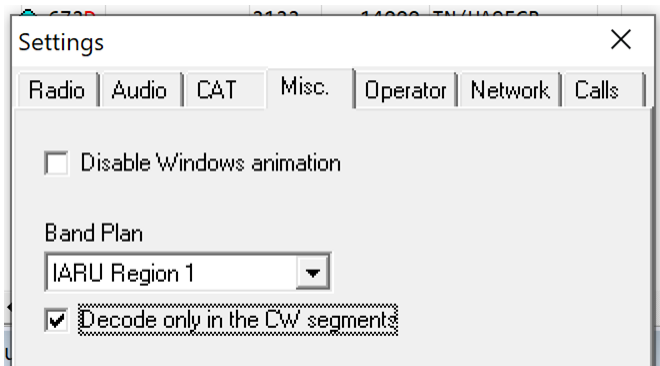 Settings
Radio Audio CAT Misc. Operator Network Calls
Disable Windows animation
Band Plan
IARU Region 1
Decode only in the CW segments